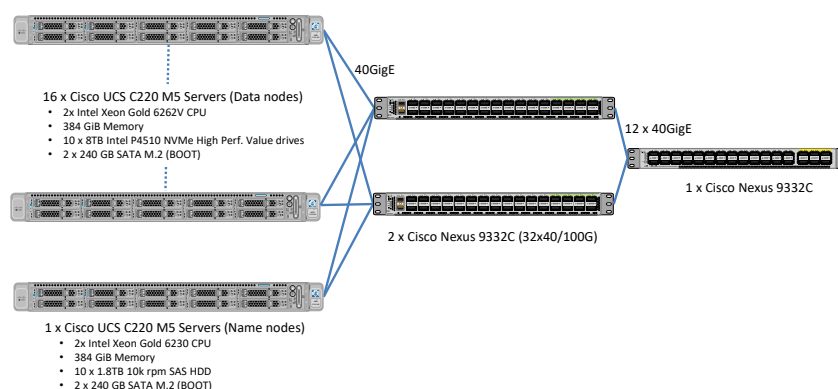 40GigE
16 x Cisco UCS C220 M5 Servers (Data nodes)
• 2x Intel Xeon Gold 6262V CPU
• 384 GiB Memory
• 10 x 8TB Intel P4510 NVMe High Perf. Value drives
• 2 x 240 GB SATA M.2 (BOOT)
12 x 40GigE
1 x Cisco Nexus 9332C
2 x Cisco Nexus 9332C (32x40/100G)
1 x Cisco UCS C220 M5 Servers (Name nodes)
• 2x Intel Xeon Gold 6230 CPU
• 384 GiB Memory
• 10 x 1.8TB 10k rpm SAS HDD
• 2 x 240 GB SATA M.2 (BOOT)